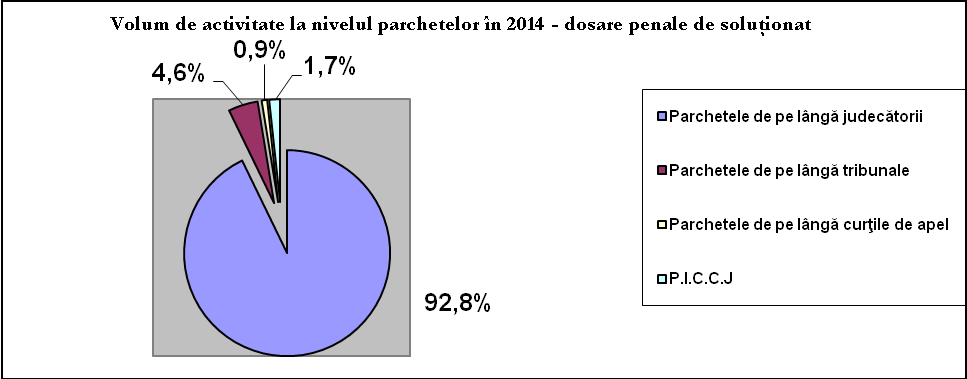 Volum de activitate la nivelul parchetelor în 2014 - dosare penale de soluționat
0,9%
4,6%
1,7%
92,8%
Parchetele de pe lângă judecătorii
Parchetele de pe lângă tribunale
Parchetele de pe lângă curţile de apel
P.I.C.C.J